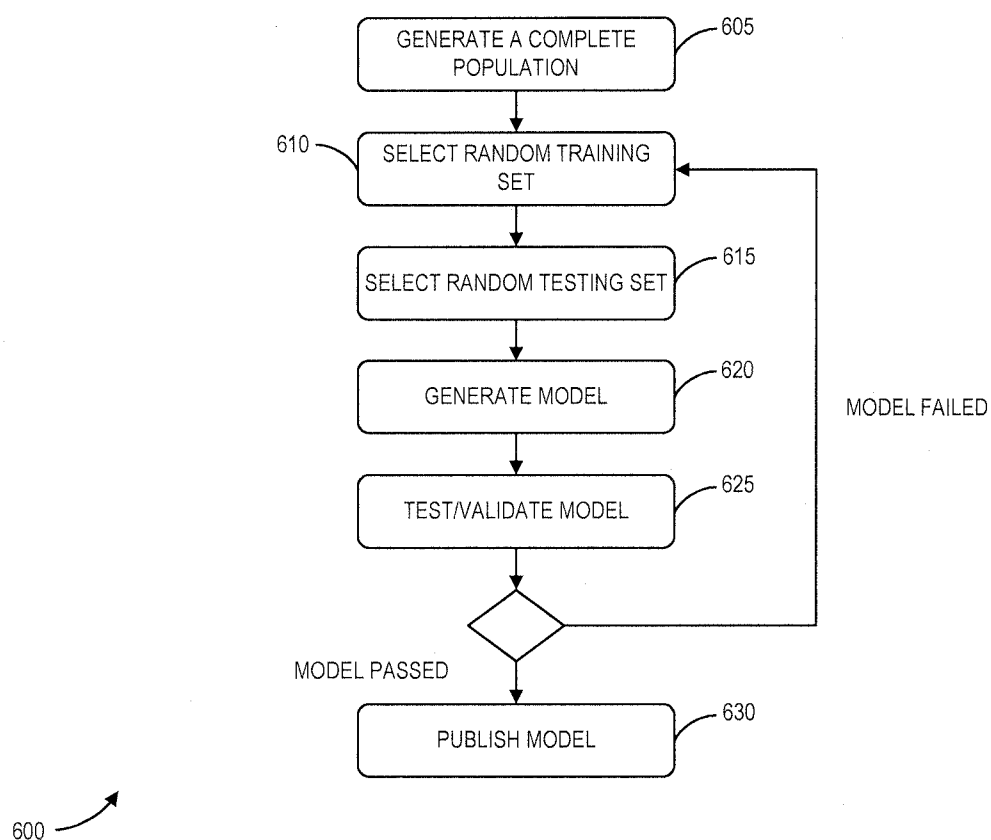 GENERATE A COMPLETE
POPULATION
605
610
SELECT RANDOM TRAINING
SET
615
SELECT RANDOM TESTING SET
620
GENERATE MODEL
MODEL FAILED
625
TEST/VALIDATE MODEL
MODEL PASSED
630
PUBLISH MODEL
600